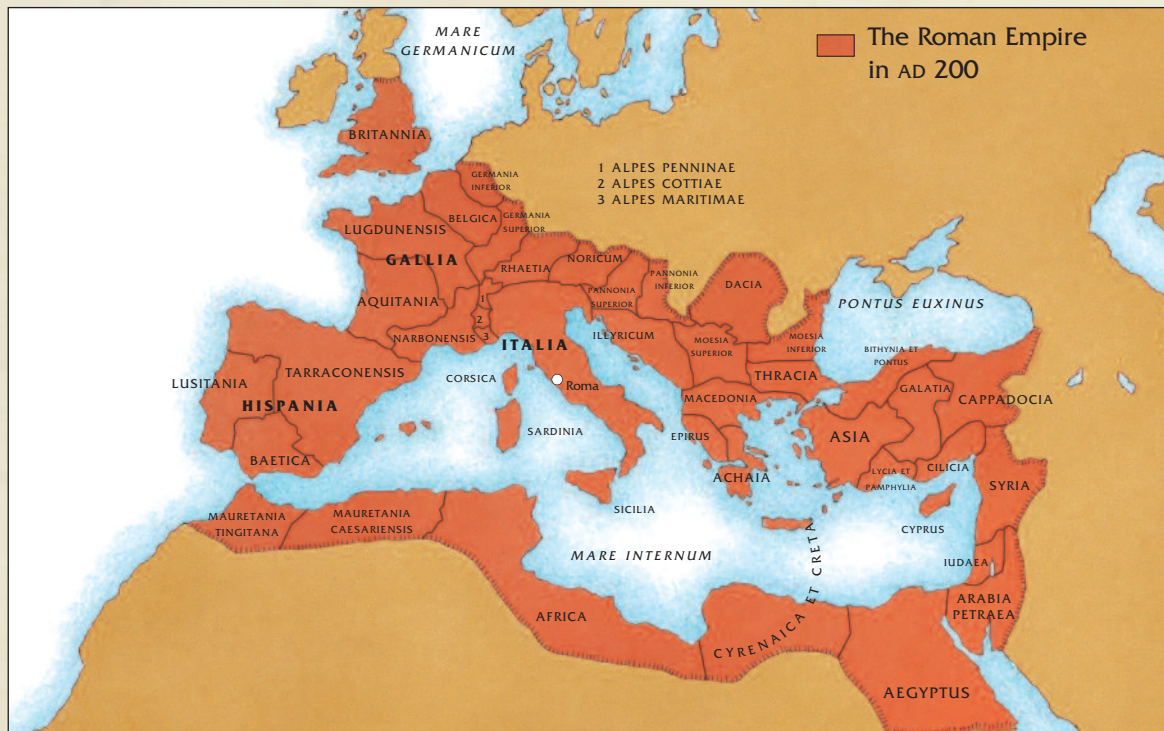 MARE
GERMANICUM
The Roman Empire
in AD 200
BRITANNIA
1 ALPES PENNINAE
2 ALPES COTTIAE
3 ALPES MARITIMAE
GERMANIA
INFERIOR
BELGICA
GERMANIA
SUPERIOR
LUGDUNENSIS
GALLIA
RHAETIA
NORICUM
PANNONIA
INFERIOR
PANNONIA
SUPERIOR
DACIA
AQUITANIA
1
2
3
NARBONENSIS
ITALIA
ILLYRICUM
MOESIA
SUPERIOR
MOESIA
INFERIOR
PONTUS EUXINUS
BITHYNIA ET
PONTUS
THRACIA
GALATIA
CAPPADOCIA
LUSITANIA
TARRACONENSIS
HISPANIA
CORSICA
Roma
MACEDONIA
SARDINIA
EPIRUS
ASIA
BAETICA
ACHAIA
LYCIA ET
PAMPHYLIA
CILICIA
SYRIA
MAURETANIA
TINGITANA
MAURETANIA
CAESARIENSIS
SICILIA
CYPRUS
MARE INTERNUM
IUDAEA
ARABIA
PETRAEA
AFRICA
CYRENAICA ET CRETA
AEGYPTUS